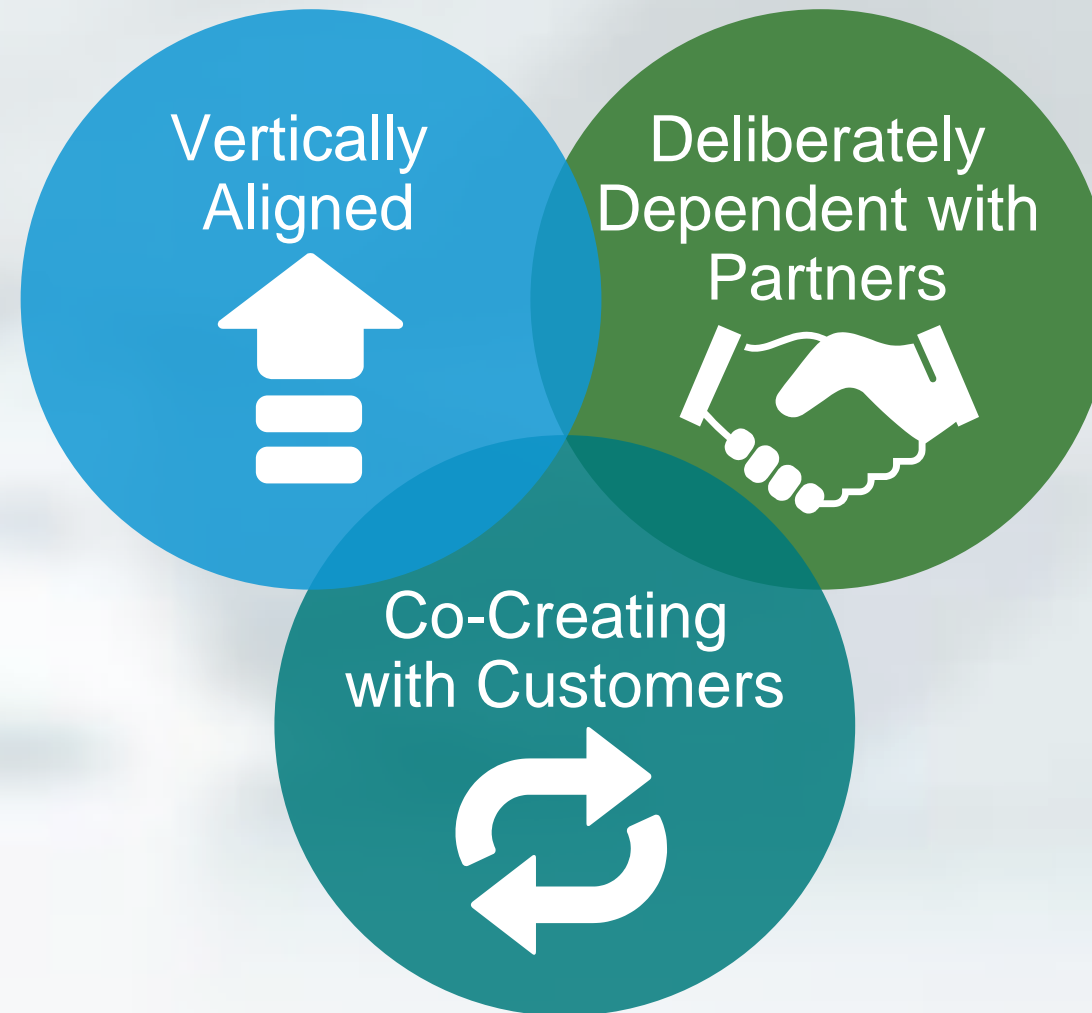 Vertically
Aligned
Deliberately
Dependent with
Partners
Co-Creating
with Customers